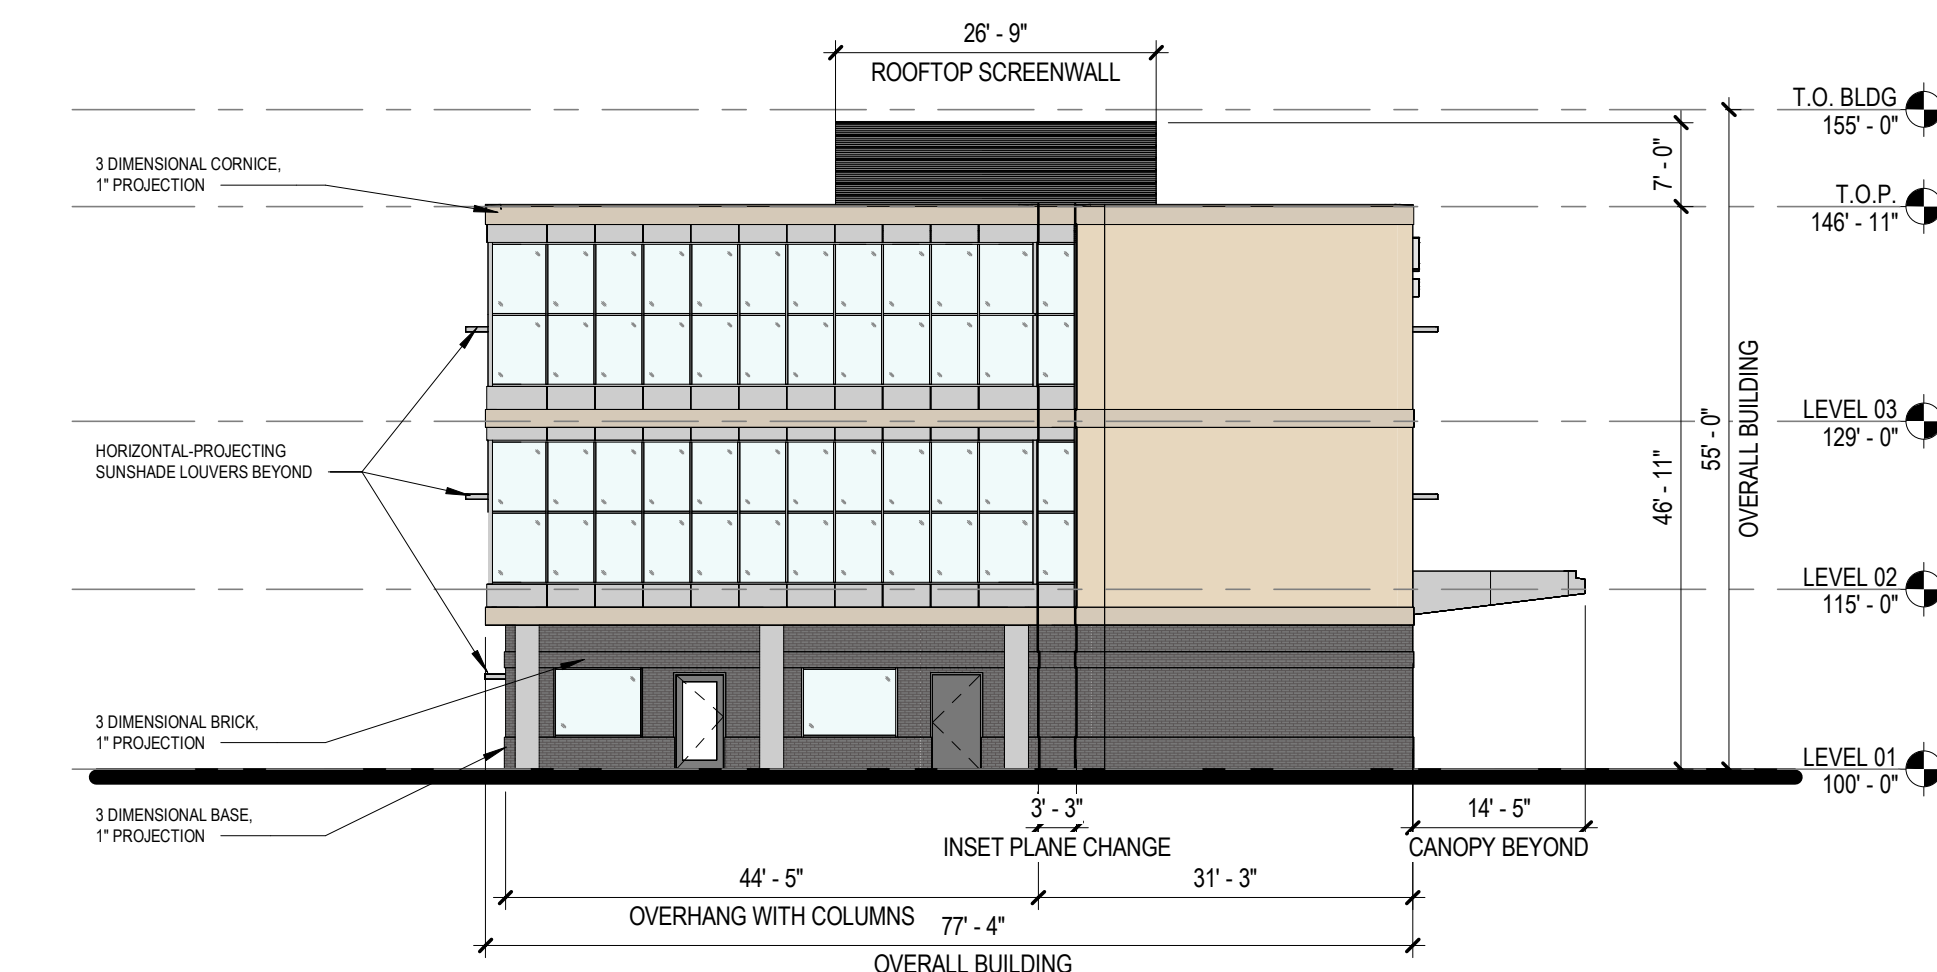 26' - 9"
ROOFTOP SCREENWALL
T.O. BLDG
155' - 0"
7' - 0"
3 DIMENSIONAL CORNICE,
1" PROJECTION
T.O.P.
146' - 11"
HORIZONTAL-PROJECTING
SUNSHADE LOUVERS BEYOND
46' - 11"
55' - 0"
OVERALL BUILDING
LEVEL 03
129' - 0"
LEVEL 02
115' - 0"
3 DIMENSIONAL BRICK,
1" PROJECTION
LEVEL 01
100' - 0"
3 DIMENSIONAL BASE,
1" PROJECTION
3' - 3"
INSET PLANE CHANGE
14' - 5"
CANOPY BEYOND
44' - 5"
OVERHANG WITH COLUMNS
31' - 3"
77' - 4"
OVERALL BUILDING